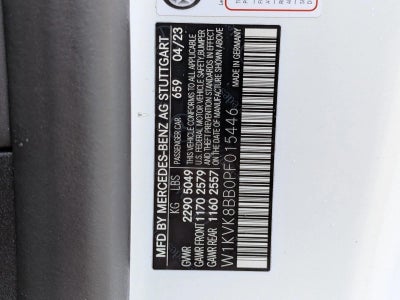 MFD BY MERCEDES-BENZ AG STUTTGART
PASSENGER CAR 659 04/23
KG LBS
GVWR 2290 5049
GAWR FRONT 1170 2579
GAWR REAR 1160 2557
THIS VEHICLE CONFORMS TO ALL APPLICABLE
U.S. FEDERAL MOTOR VEHICLE SAFETY, BUMPER
AND THEFT PREVENTION STANDARDS IN EFFECT
ON THE DATE OF MANUFACTURE SHOWN ABOVE
W1KVK8BB0PF015446
MADE IN GERMANY